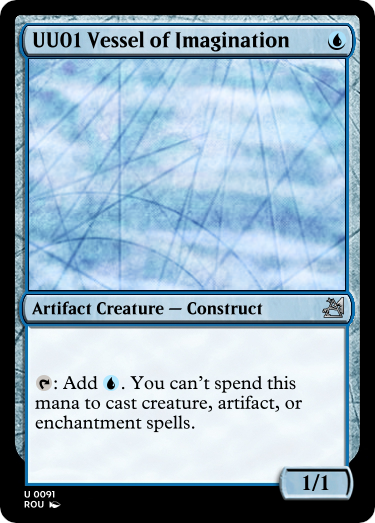 UU01 Vessel of Imagination
Artifact Creature — Construct
: Add . You can't spend this
mana to cast creature, artifact, or
enchantment spells.
1/1
U 0091
ROU